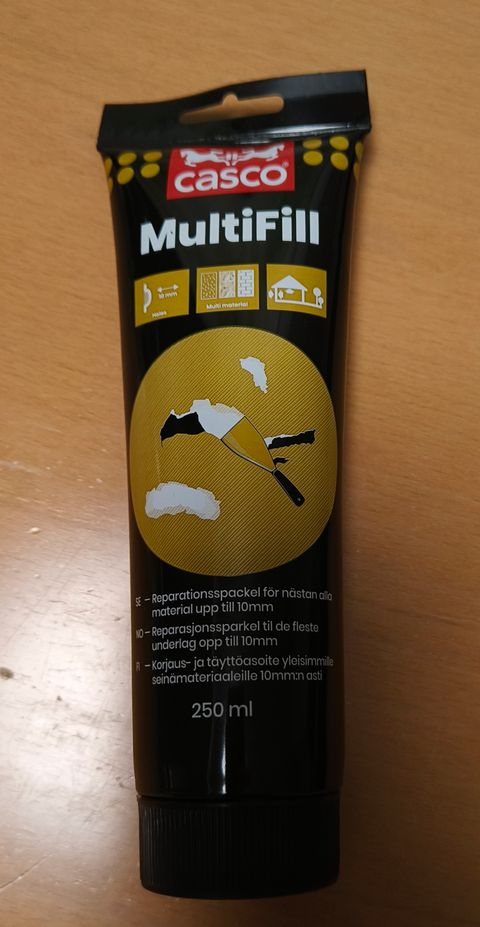 casco®
MultiFill
10 mm
Holes
Multi material
SE – Reparationsspackel för nästan alla
material upp till 10mm
NO – Reparasjonssparkel til de fleste
underlag opp till 10mm
FI – Korjaus- ja täyttöasoite yleisimmille
seinämateriaaleille 10mm:n asti
250 ml